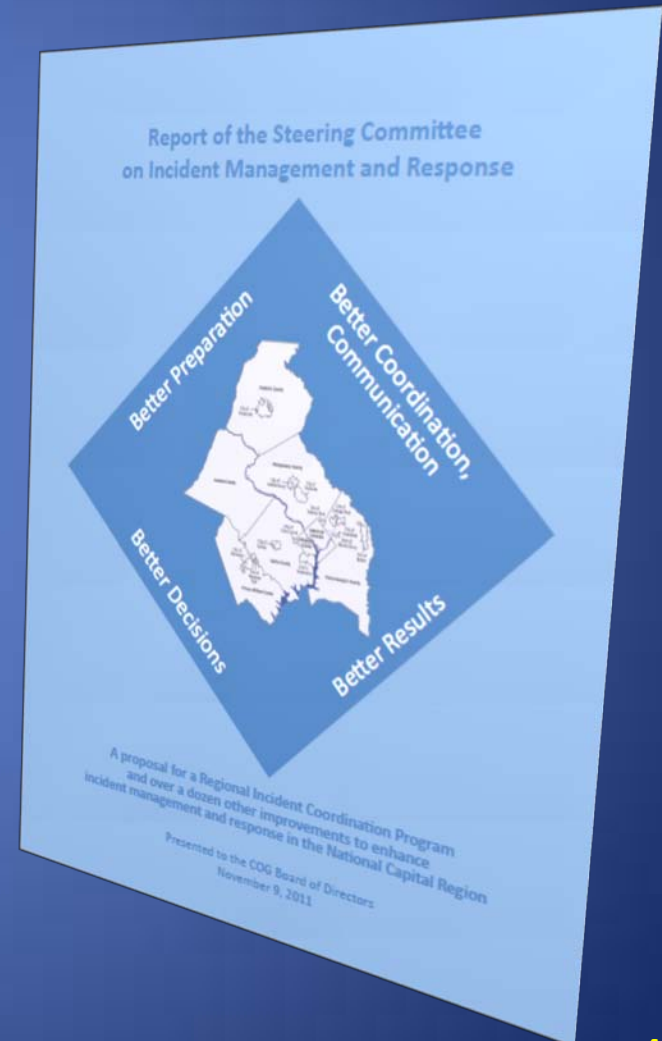 Report of the Steering Committee
on Incident Management and Response
Better Preparation
Better Coordination,
Communication
Better Decisions
Better Results
A proposal for a Regional Incident Coordination Program
and over a dozen other improvements to enhance
incident management and response in the National Capital Region
Presented to the COG Board of Directors
November 9, 2011